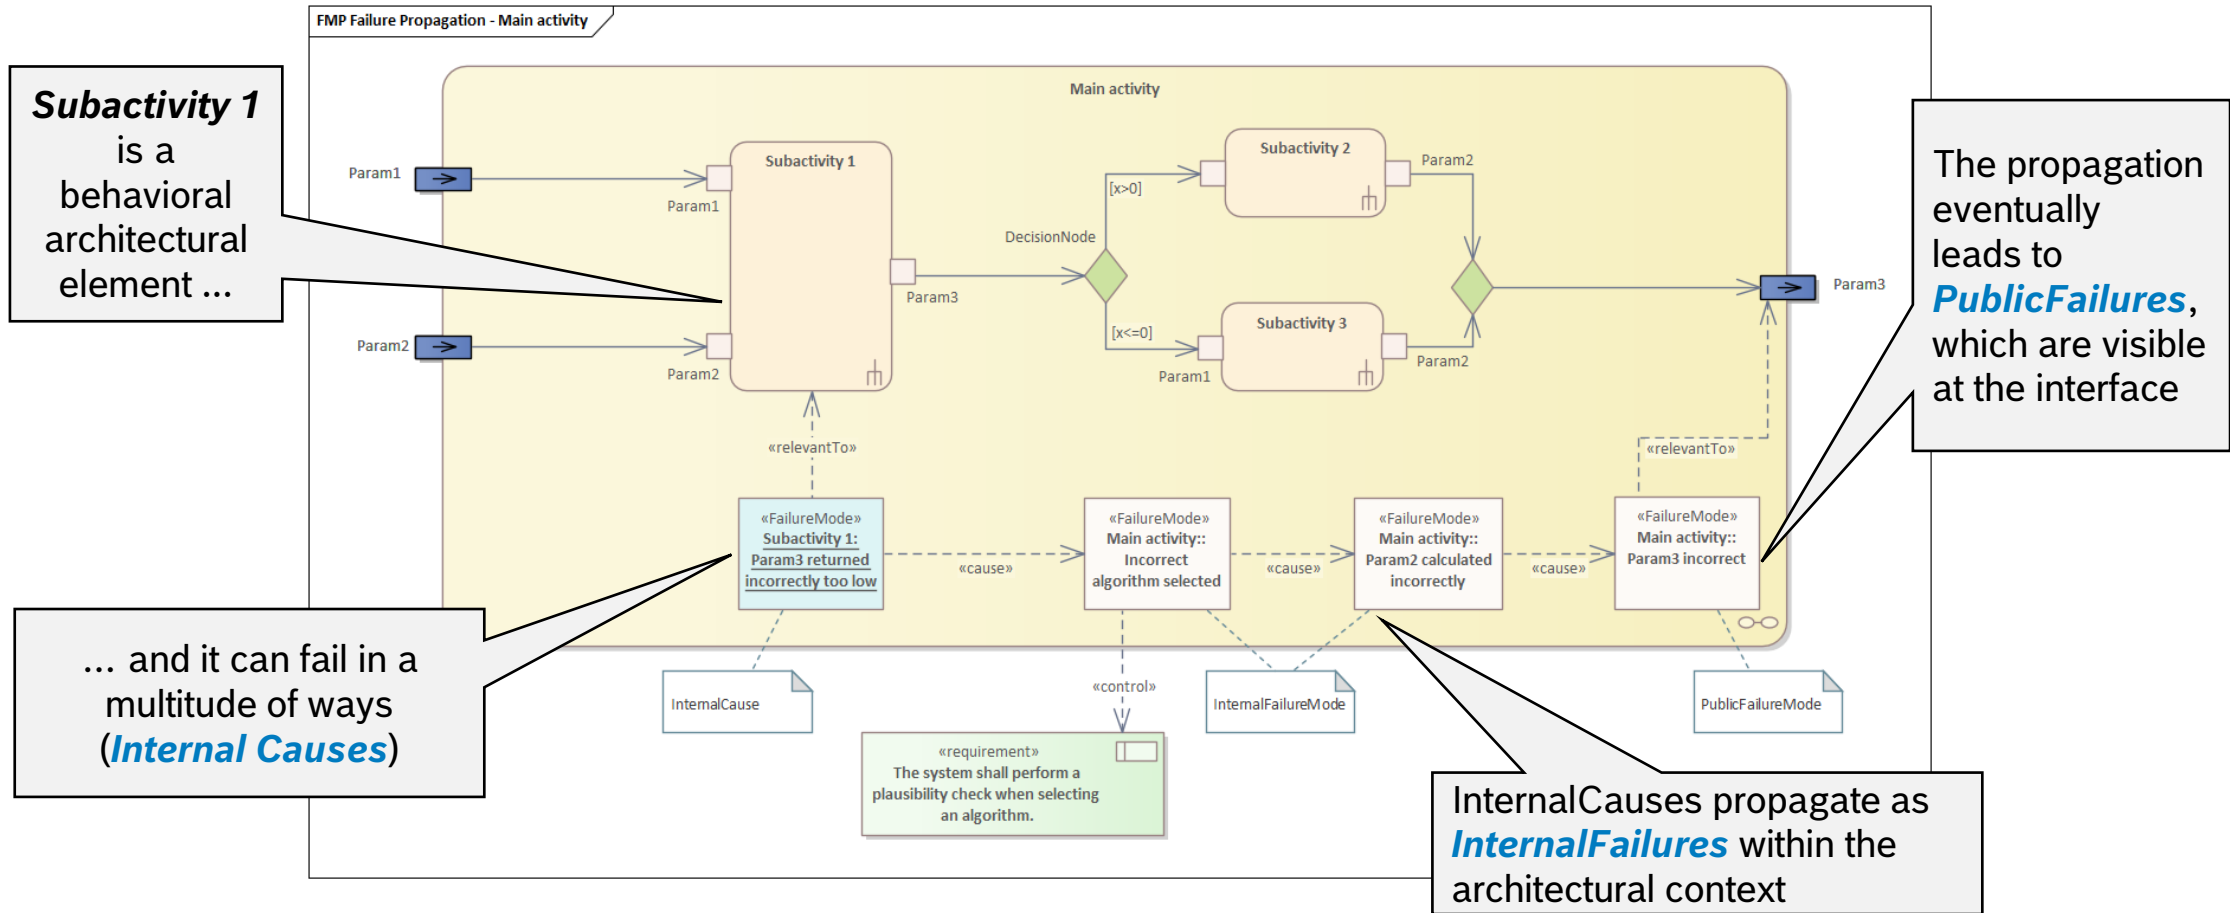 FMP Failure Propagation - Main activity
Subactivity 1
is a
behavioral
architectural
element ...
Main activity
Param1
Param1
Subactivity 1
Param2
Param2
Param3
DecisionNode
[x>0]
[x<=0]
Subactivity 2
Param2
Param1
Subactivity 3
Param2
Param3
The propagation
eventually
leads to
PublicFailures,
which are visible
at the interface
«relevantTo»
«relevantTo»
«FailureMode»
Subactivity 1:
Param3 returned
incorrectly too low
«cause»
«FailureMode»
Main activity::
Incorrect
algorithm selected
«cause»
«FailureMode»
Main activity::
Param2 calculated
incorrectly
«cause»
«FailureMode»
Main activity::
Param3 incorrect
... and it can fail in a
multitude of ways
(Internal Causes)
InternalCause
«control»
InternalFailureMode
PublicFailureMode
«requirement»
The system shall perform a
plausibility check when selecting
an algorithm.
InternalCauses propagate as
InternalFailures within the
architectural context